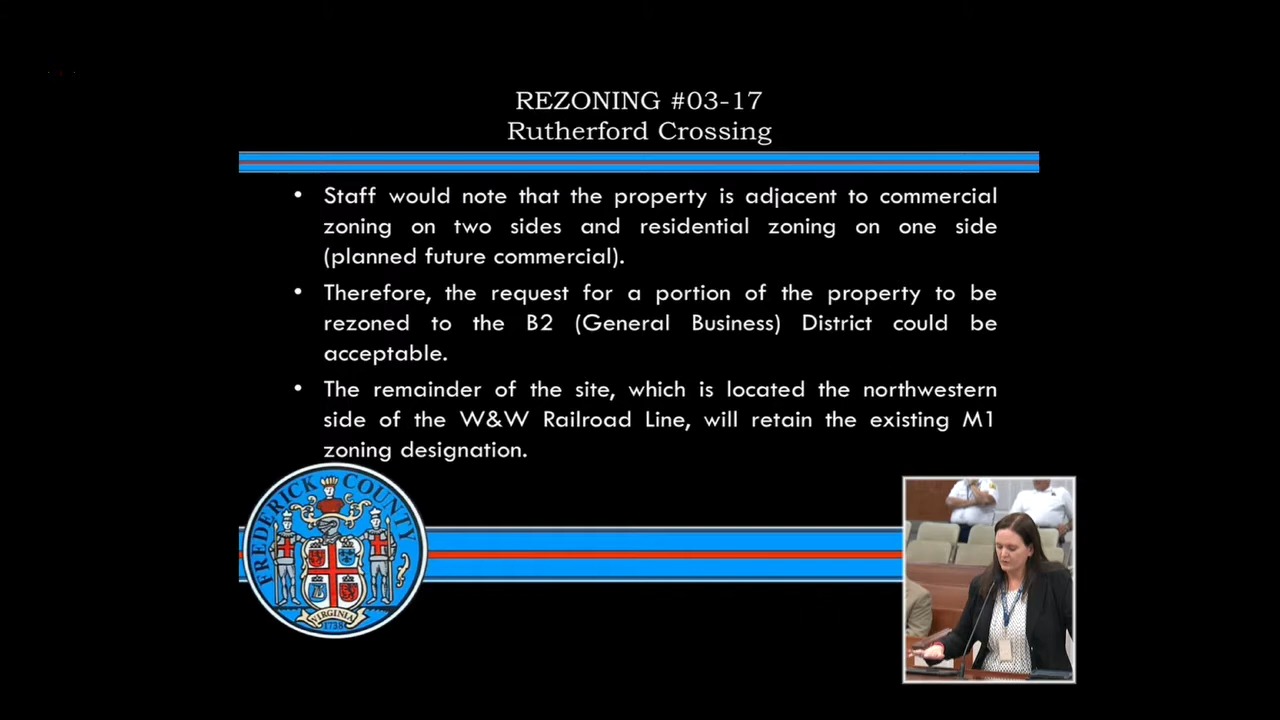 REZONING #03-17
Rutherford Crossing
• Staff would note that the property is adjacent to commercial
zoning on two sides and residential zoning on one side
(planned future commercial).
• Therefore, the request for a portion of the property to be
rezoned to the B2 (General Business) District could be
acceptable.
• The remainder of the site, which is located the northwestern
side of the W&W Railroad Line, will retain the existing M1
zoning designation.
FREDERICK COUNTY
VIRGINIA
1738